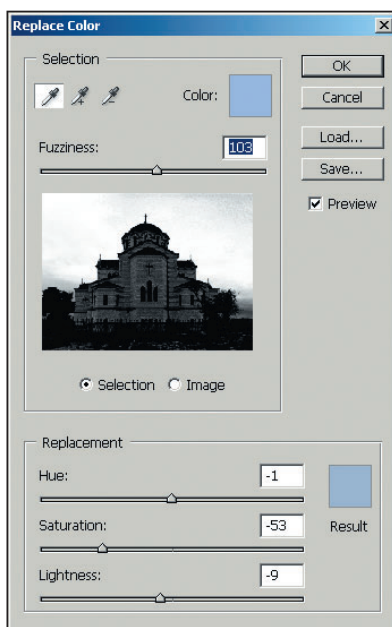 Replace Color
Selection
Color:
Fuzziness:
103
Selection
Image
OK
Cancel
Load...
Save...
Preview
Replacement
Hue:
-1
Saturation:
-53
Result
Lightness:
-9